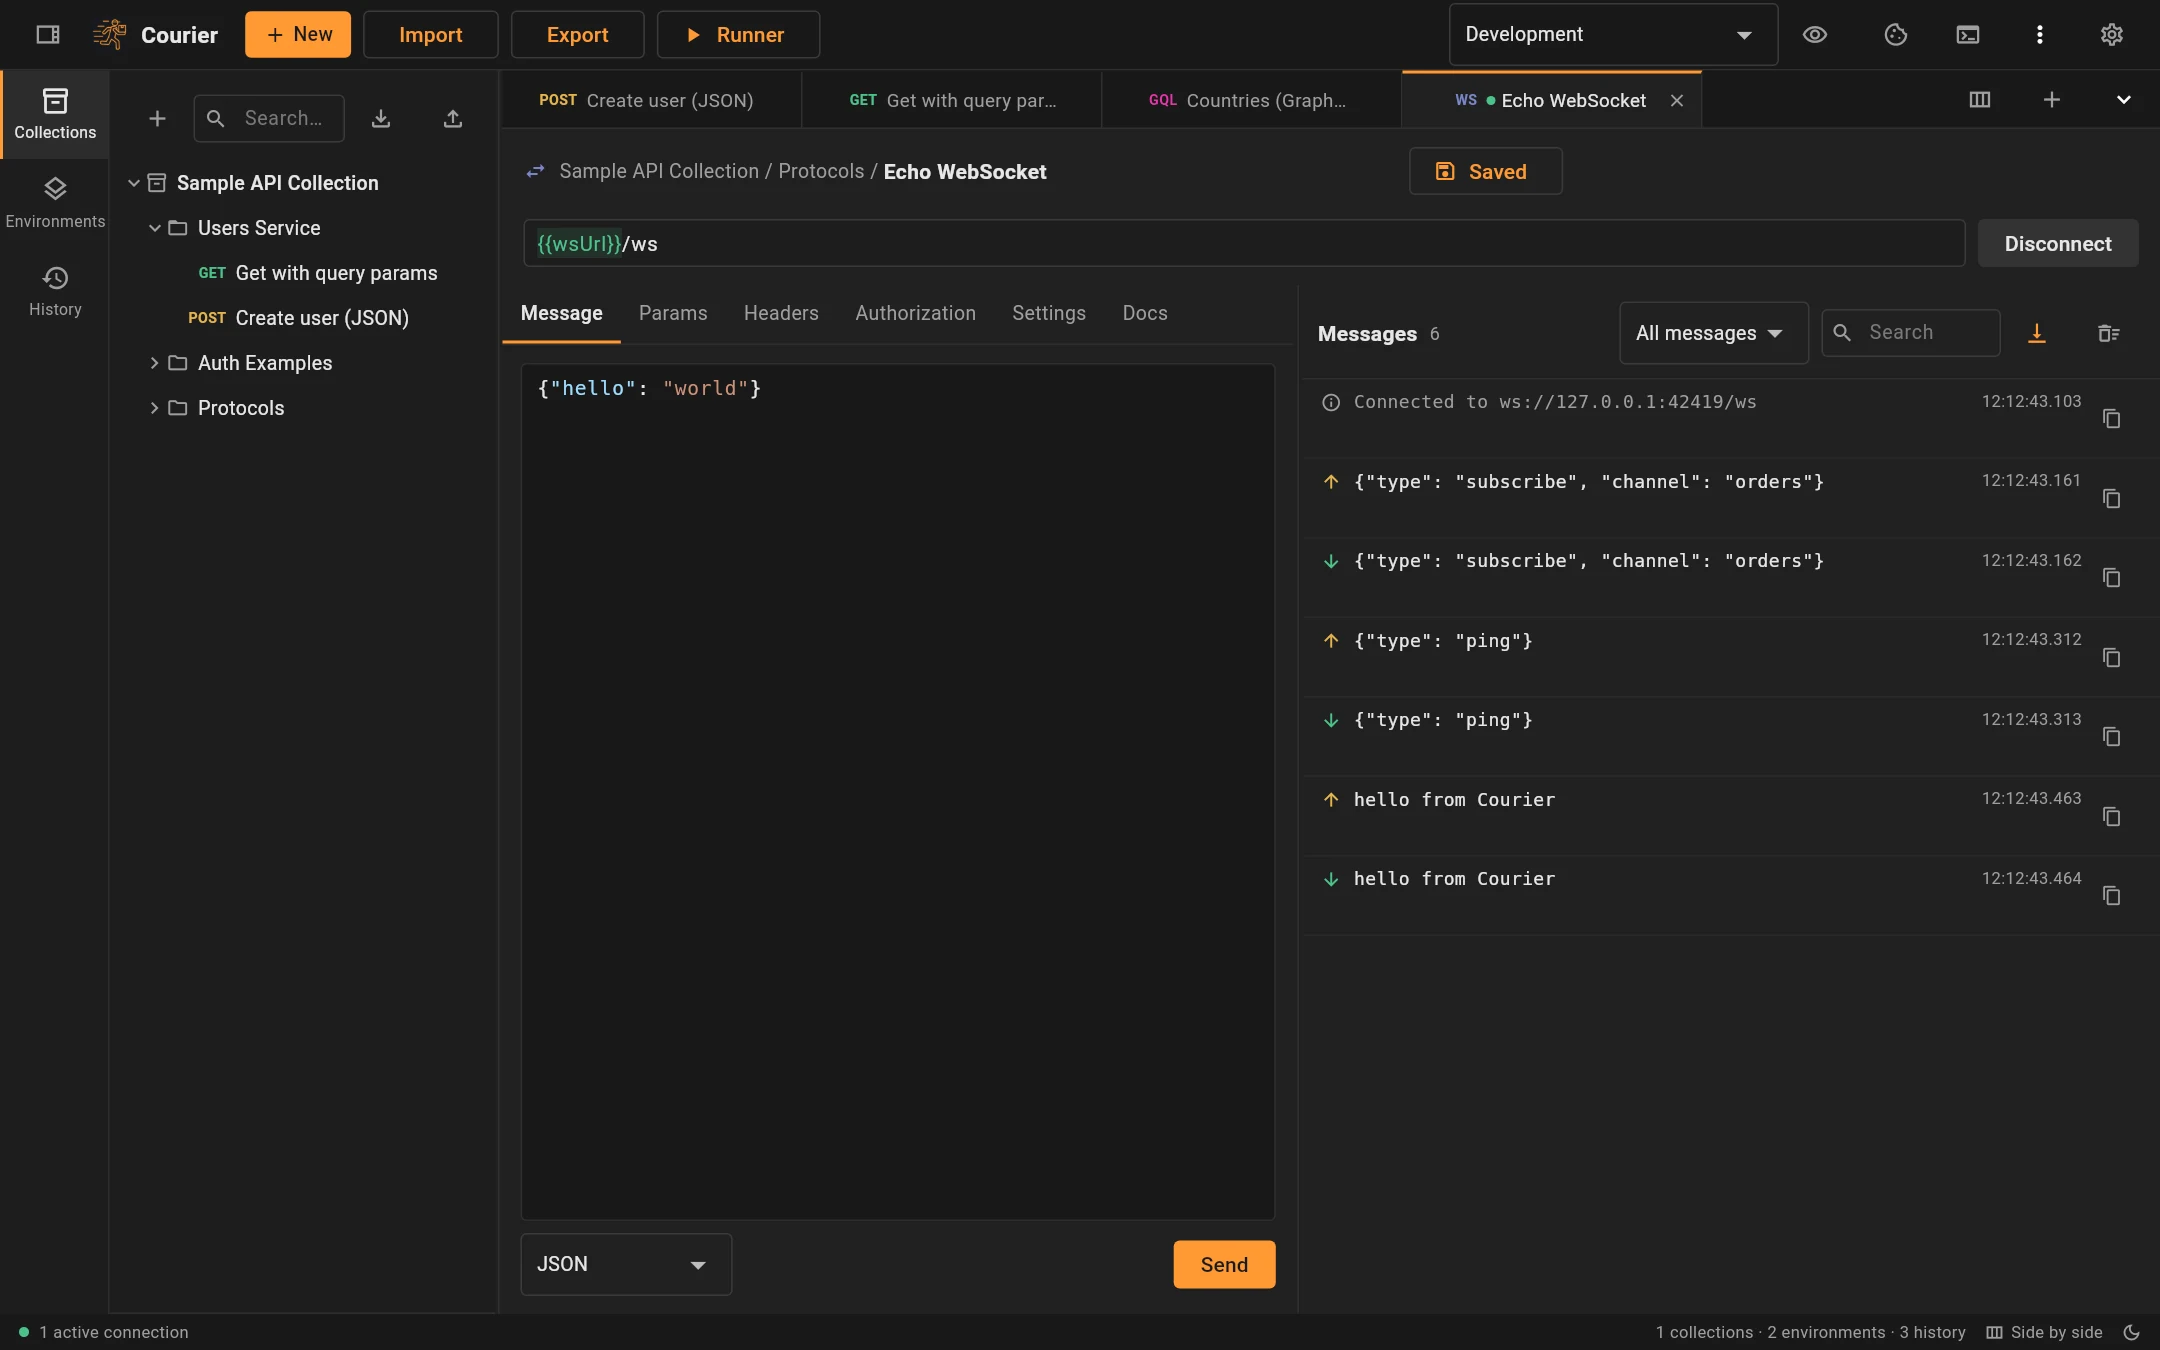 Courier
New
Import
Export
Runner
Development
Collections
Environments
History
Search...
Sample API Collection
Users Service
GET Get with query params
POST Create user (JSON)
Auth Examples
Protocols
POST Create user (JSON)
GET Get with query par...
GQL Countries (Graph...
WS Echo WebSocket
Sample API Collection / Protocols / Echo WebSocket
Saved
{{wsUrl}}/ws
Disconnect
Message
Params
Headers
Authorization
Settings
Docs
{"hello": "world"}
JSON
Send
Messages 6
All messages
Search
Connected to ws://127.0.0.1:42419/ws 12:12:43.103
{"type": "subscribe", "channel": "orders"} 12:12:43.161
{"type": "subscribe", "channel": "orders"} 12:12:43.162
{"type": "ping"} 12:12:43.312
{"type": "ping"} 12:12:43.313
hello from Courier 12:12:43.463
hello from Courier 12:12:43.464
1 active connection
1 collections · 2 environments · 3 history
Side by side